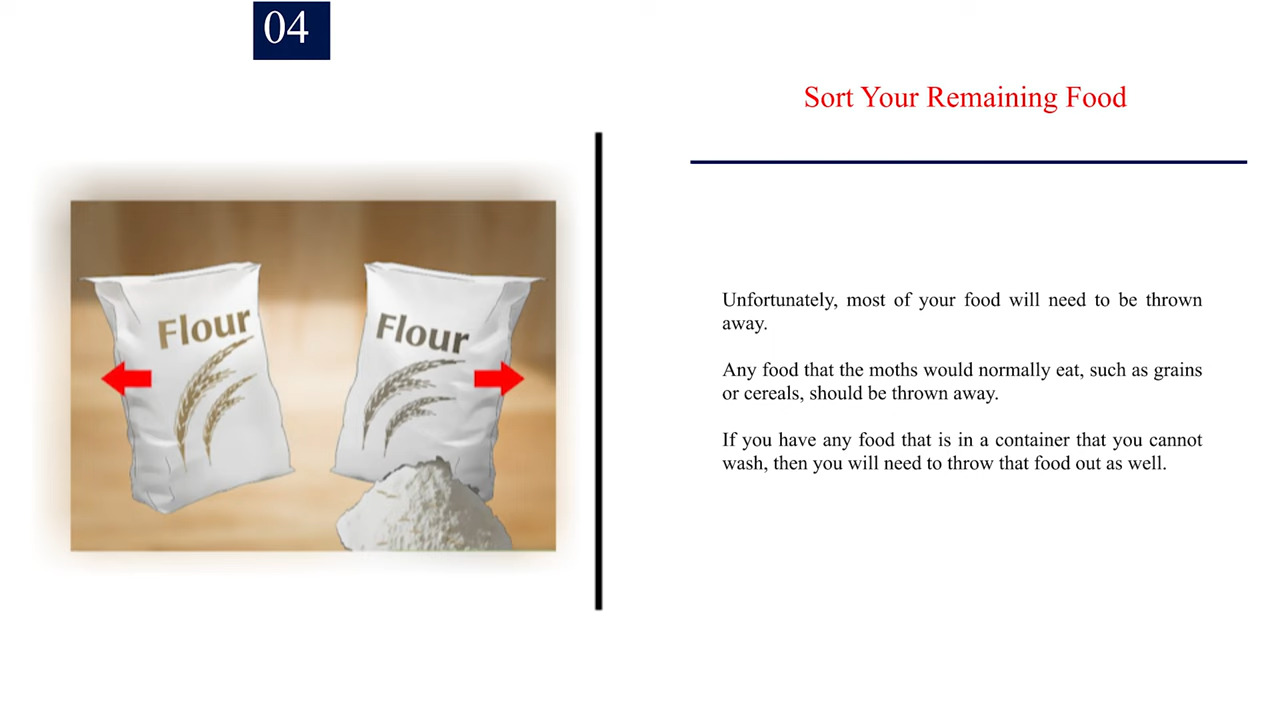 04
Sort Your Remaining Food
Flour
Flour
Unfortunately, most of your food will need to be thrown
away.
Any food that the moths would normally eat, such as grains
or cereals, should be thrown away.
If you have any food that is in a container that you cannot
wash, then you will need to throw that food out as well.